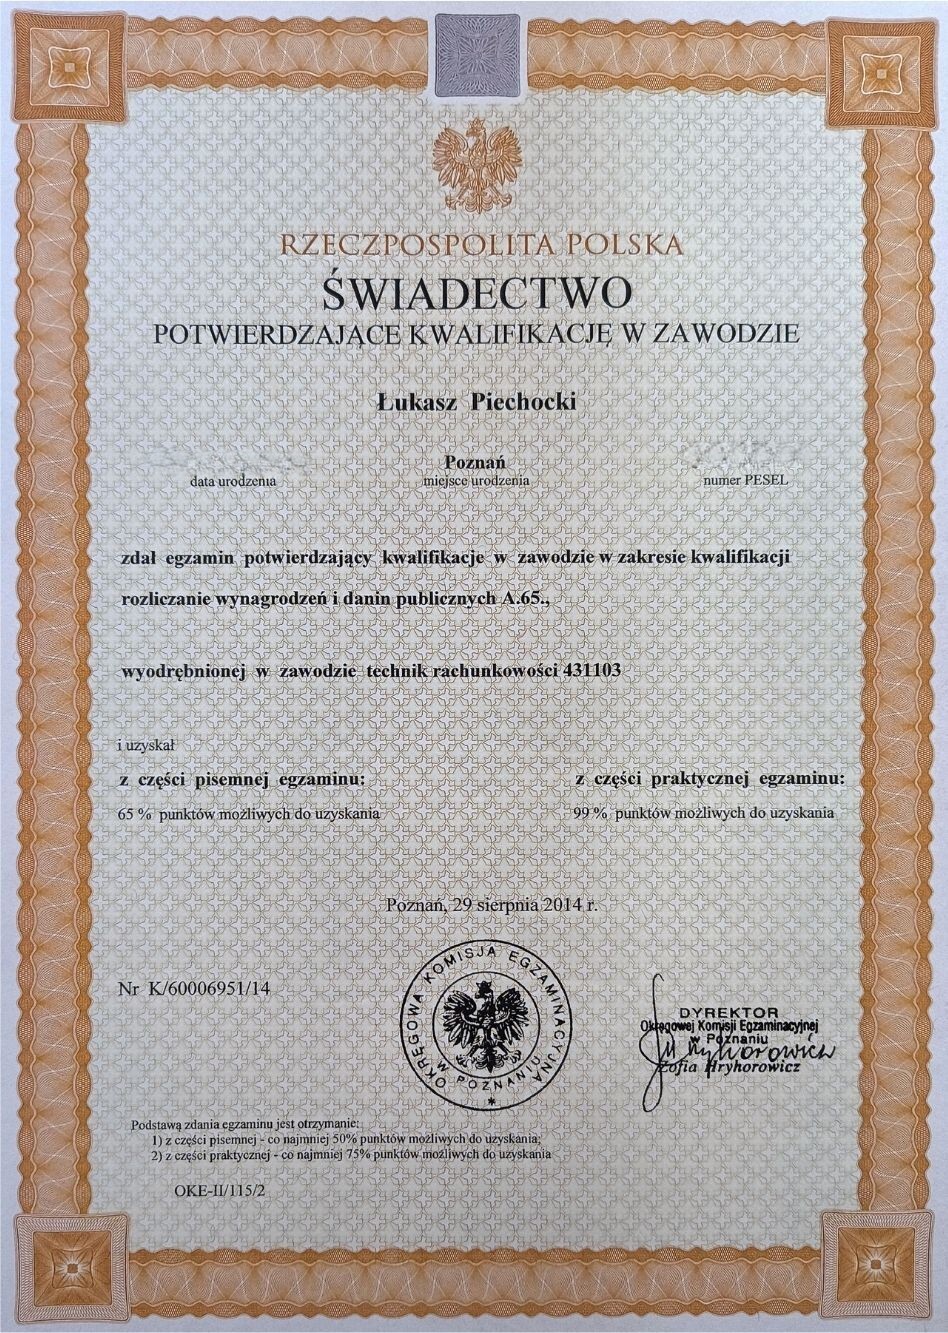 RZECZPOSPOLITA POLSKA
ŚWIADECTWO
POTWIERDZAJĄCE KWALIFIKACJĘ W ZAWODZIE
Łukasz Piechocki
Poznań
data urodzenia miejsce urodzenia numer PESEL
zdał egzamin potwierdzający kwalifikacje w zawodzie w zakresie kwalifikacji
rozliczanie wynagrodzeń i danin publicznych A.65.,
wyodrębnionej w zawodzie technik rachunkowości 431103
i uzyskał
z części pisemnej egzaminu: z części praktycznej egzaminu:
65 % punktów możliwych do uzyskania 99 % punktów możliwych do uzyskania
Poznań, 29 sierpnia 2014 r.
Nr K/60006951/14
OKRĘGOWA KOMISJA EGZAMINACYJNA
W POZNANIU
DYREKTOR
Okręgowej Komisji Egzaminacyjnej
w Poznaniu
Zofia Hryhorowicz
Podstawą zdania egzaminu jest otrzymanie:
1) z części pisemnej - co najmniej 50% punktów możliwych do uzyskania;
2) z części praktycznej - co najmniej 75% punktów możliwych do uzyskania
OKE-II/115/2